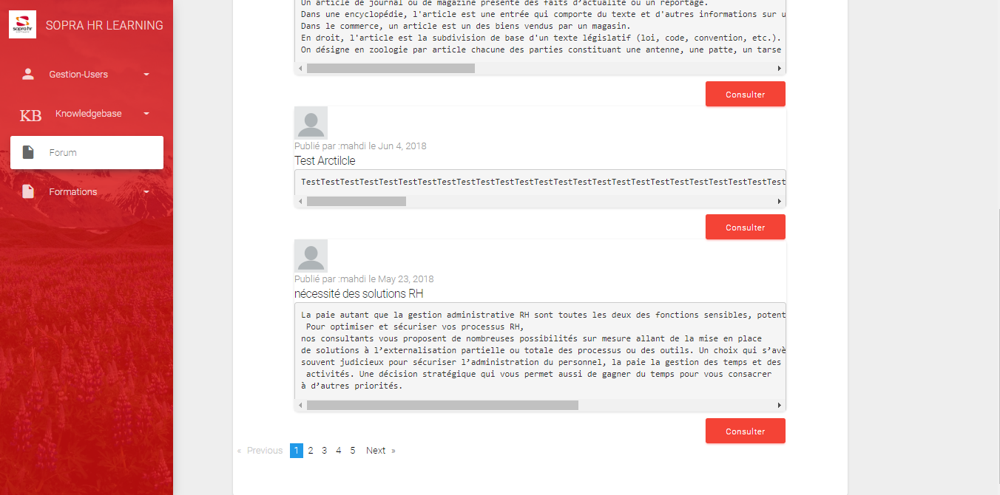 sopra hr
SOPRA HR LEARNING
Gestion-Users
KB Knowledgebase
Forum
Formations
Un article de journal ou de magazine présente des faits d'actualité ou un reportage.
Dans une encyclopédie, l'article est une entrée qui comporte du texte et d'autres informations sur u
Dans le commerce, un article est un des biens vendus par un magasin.
En droit, l'article est la subdivision de base d'un texte législatif (loi, code, convention, etc.).
On désigne en zoologie par article chacune des parties constituant une antenne, une patte, un tarse
Consulter
Publié par :mahdi le Jun 4, 2018
Test Arctilcle
TestTestTestTestTestTestTestTestTestTestTestTestTestTestTestTestTestTestTestTestTestTestTestTestTest
Consulter
Publié par :mahdi le May 23, 2018
nécessité des solutions RH
La paie autant que la gestion administrative RH sont toutes les deux des fonctions sensibles, potent
Pour optimiser et sécuriser vos processus RH,
nos consultants vous proposent de nombreuses possibilités sur mesure allant de la mise en place
de solutions à l’externalisation partielle ou totale des processus ou des outils. Un choix qui s’avè
souvent judicieux pour sécuriser l’administration du personnel, la paie la gestion des temps et des
activités. Une décision stratégique qui vous permet aussi de gagner du temps pour vous consacrer
à d’autres priorités.
Consulter
« Previous 1 2 3 4 5 Next »